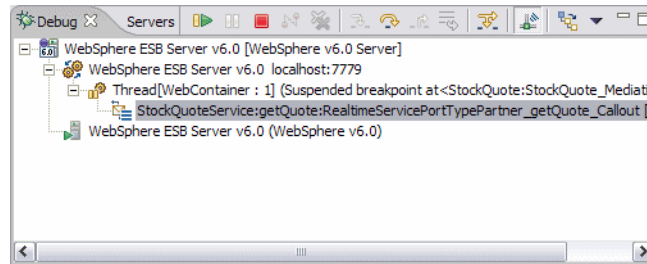 Debug Servers
WebSphere ESB Server v6.0 [WebSphere v6.0 Server]
WebSphere ESB Server v6.0 localhost:7779
Thread[WebContainer : 1] (Suspended breakpoint at<StockQuote:StockQuote_Mediati
StockQuoteService:getQuote:RealtimeServicePortTypePartner_getQuote_Callout [
WebSphere ESB Server v6.0 (WebSphere v6.0)